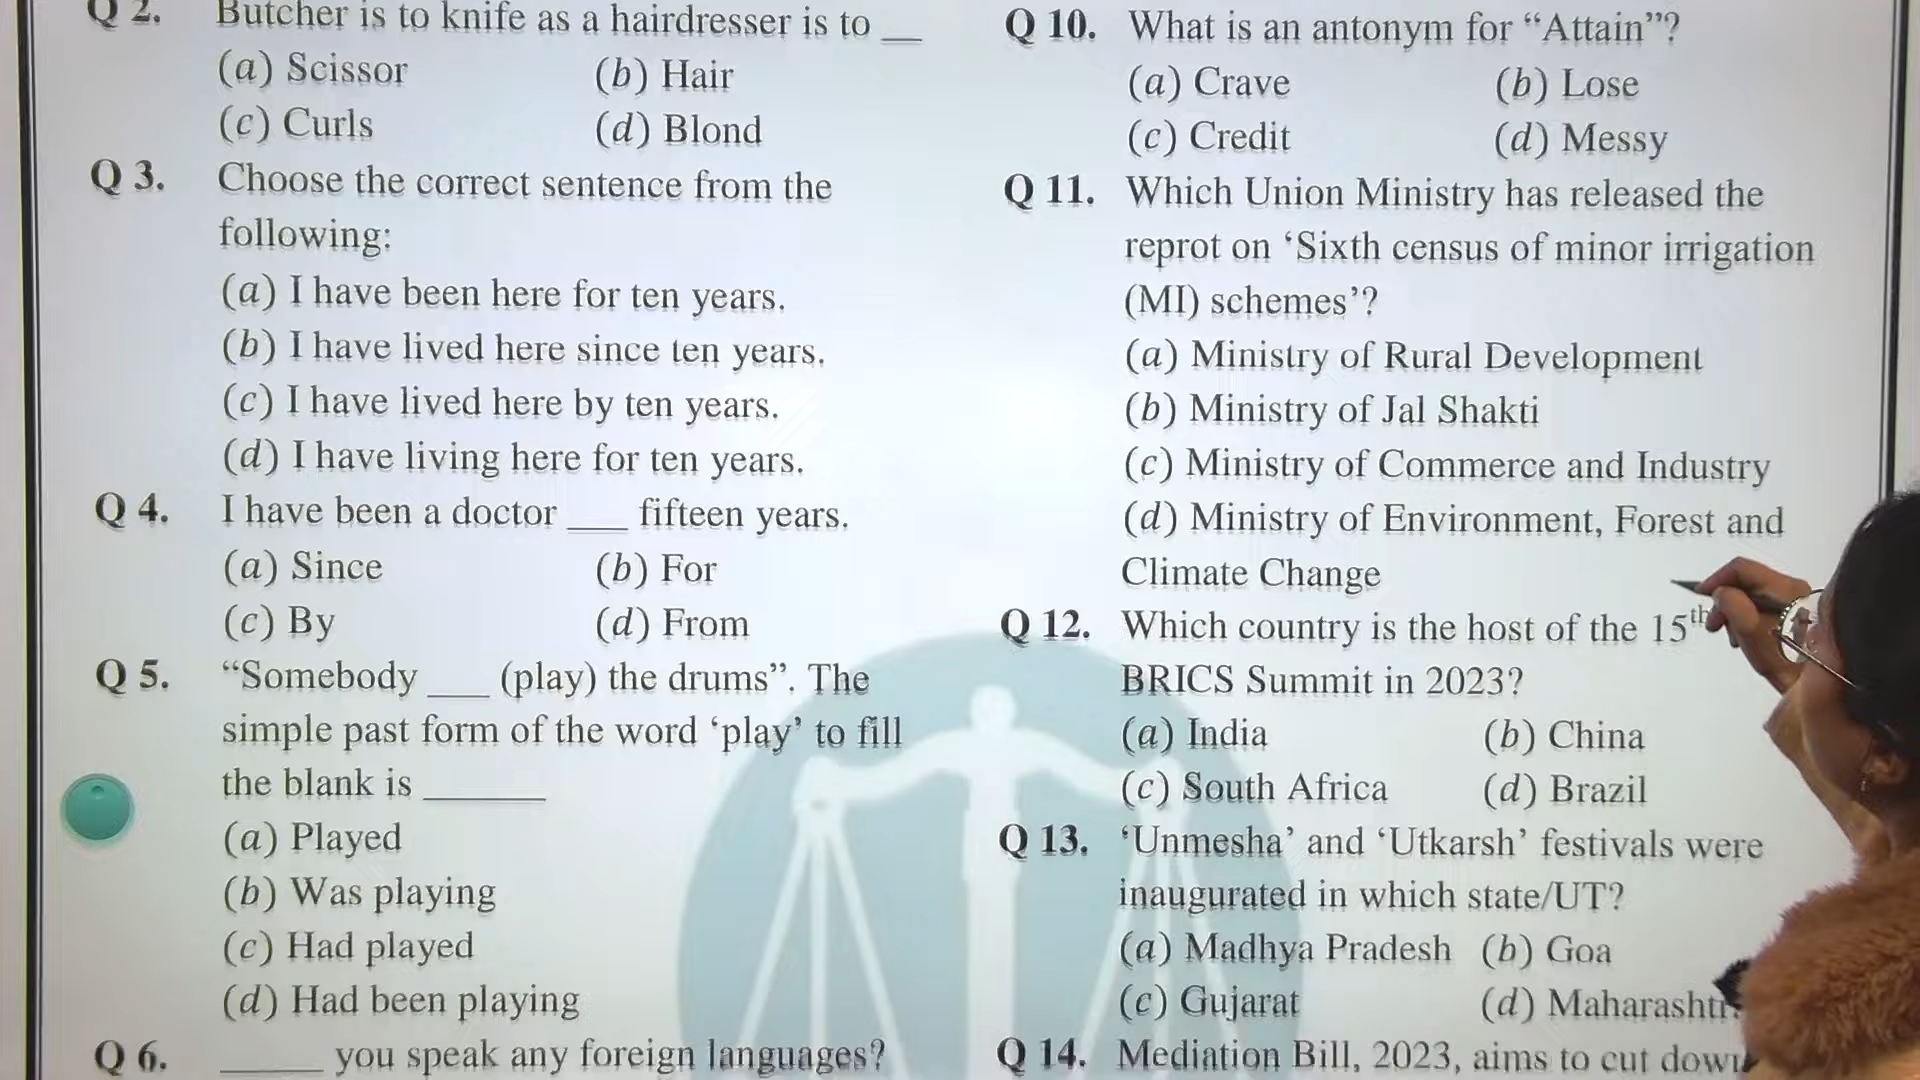 Q 2. Butcher is to knife as a hairdresser is to __
(a) Scissor (b) Hair
(c) Curls (d) Blond
Q 3. Choose the correct sentence from the
following:
(a) I have been here for ten years.
(b) I have lived here since ten years.
(c) I have lived here by ten years.
(d) I have living here for ten years.
Q 4. I have been a doctor ___ fifteen years.
(a) Since (b) For
(c) By (d) From
Q 5. “Somebody ___ (play) the drums”. The
simple past form of the word ‘play’ to fill
the blank is ______
(a) Played
(b) Was playing
(c) Had played
(d) Had been playing
Q 6. _____ you speak any foreign languages?
Q 10. What is an antonym for “Attain”?
(a) Crave (b) Lose
(c) Credit (d) Messy
Q 11. Which Union Ministry has released the
reprot on ‘Sixth census of minor irrigation
(MI) schemes’?
(a) Ministry of Rural Development
(b) Ministry of Jal Shakti
(c) Ministry of Commerce and Industry
(d) Ministry of Environment, Forest and
Climate Change
Q 12. Which country is the host of the 15th
BRICS Summit in 2023?
(a) India (b) China
(c) South Africa (d) Brazil
Q 13. ‘Unmesha’ and ‘Utkarsh’ festivals were
inaugurated in which state/UT?
(a) Madhya Pradesh (b) Goa
(c) Gujarat (d) Maharashtr
Q 14. Mediation Bill, 2023, aims to cut down